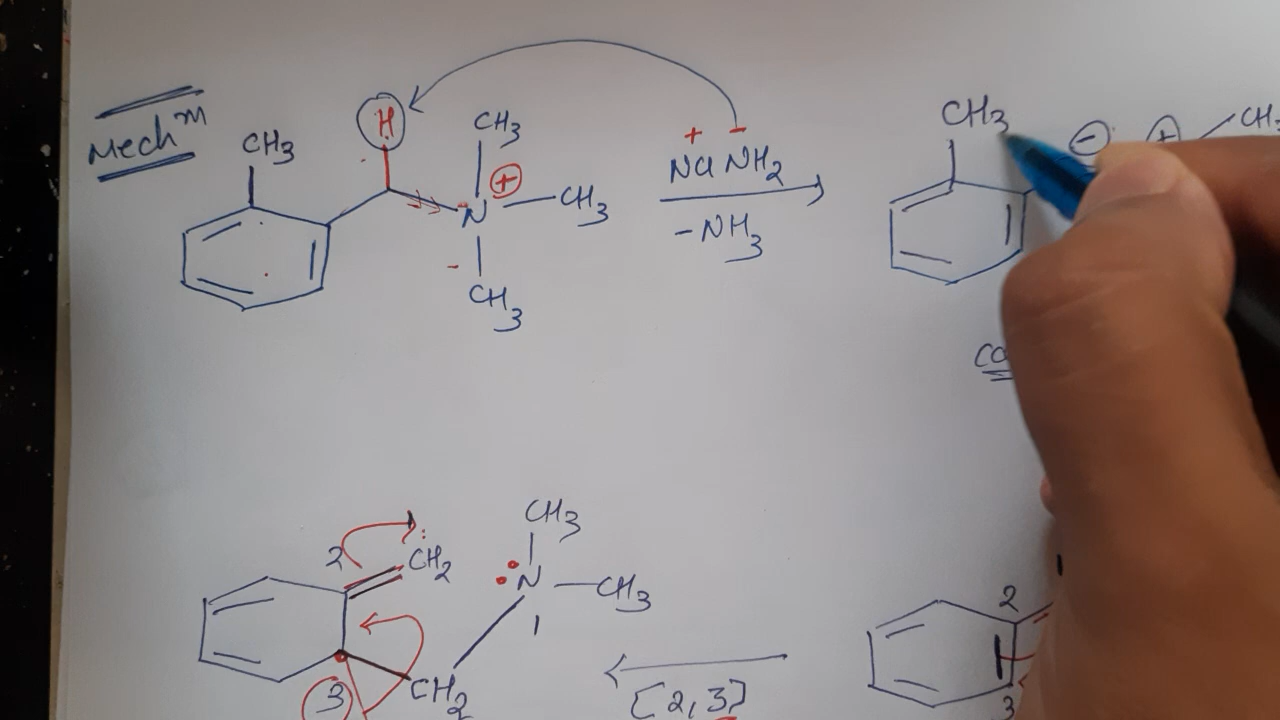 Mech^m
CH3
H
CH3
N
+
CH3
CH3
+ -
Na NH2
-NH3
CH3
-
+
CH3
2
CH2
3
CH2
CH3
N
CH3
1
[2,3]
2
3